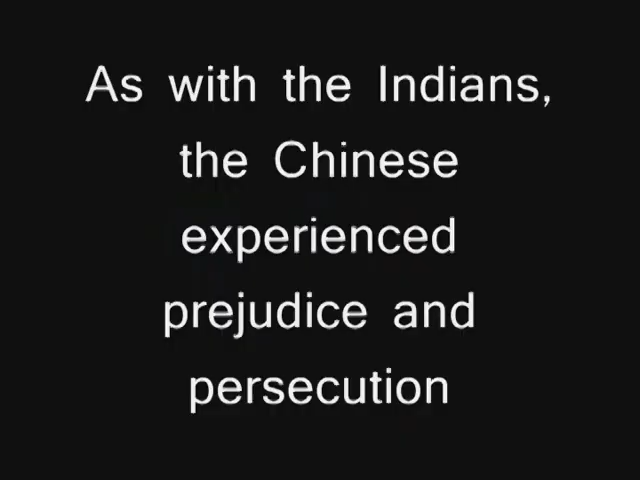 As with the Indians,
the Chinese
experienced
prejudice and
persecution